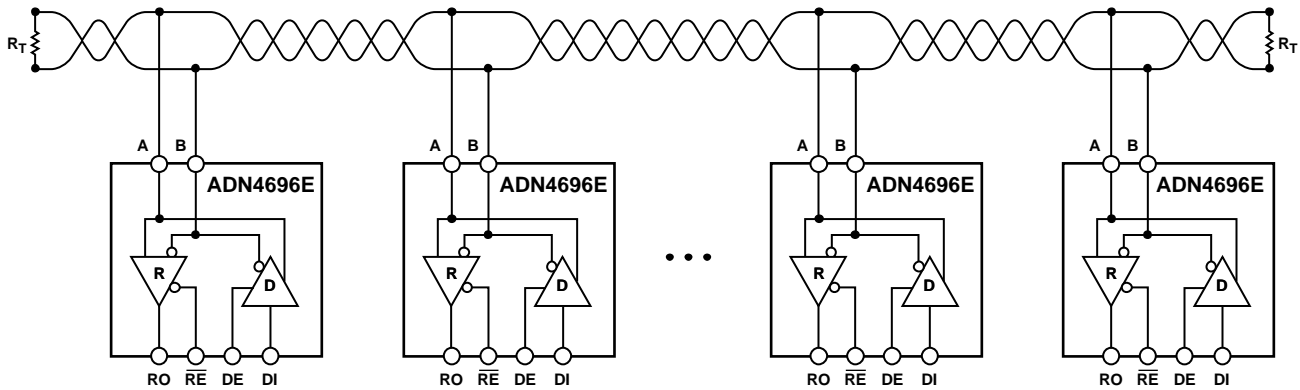 RT RT
A B A B A B A B
ADN4696E ADN4696E ADN4696E ADN4696E
R D R D R D R D
RO RE DE DI RO RE DE DI RO RE DE DI RO RE DE DI